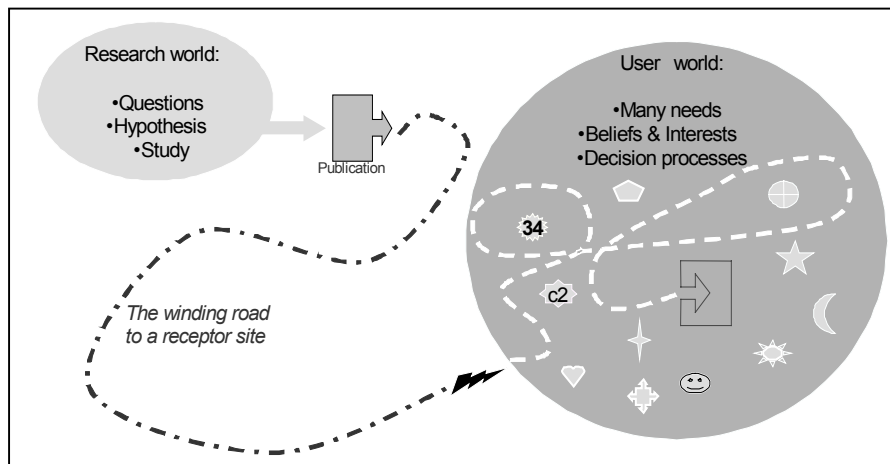 Research world:
•Questions
•Hypothesis
•Study
Publication
The winding road
to a receptor site
User world:
•Many needs
•Beliefs & Interests
•Decision processes
34
c2